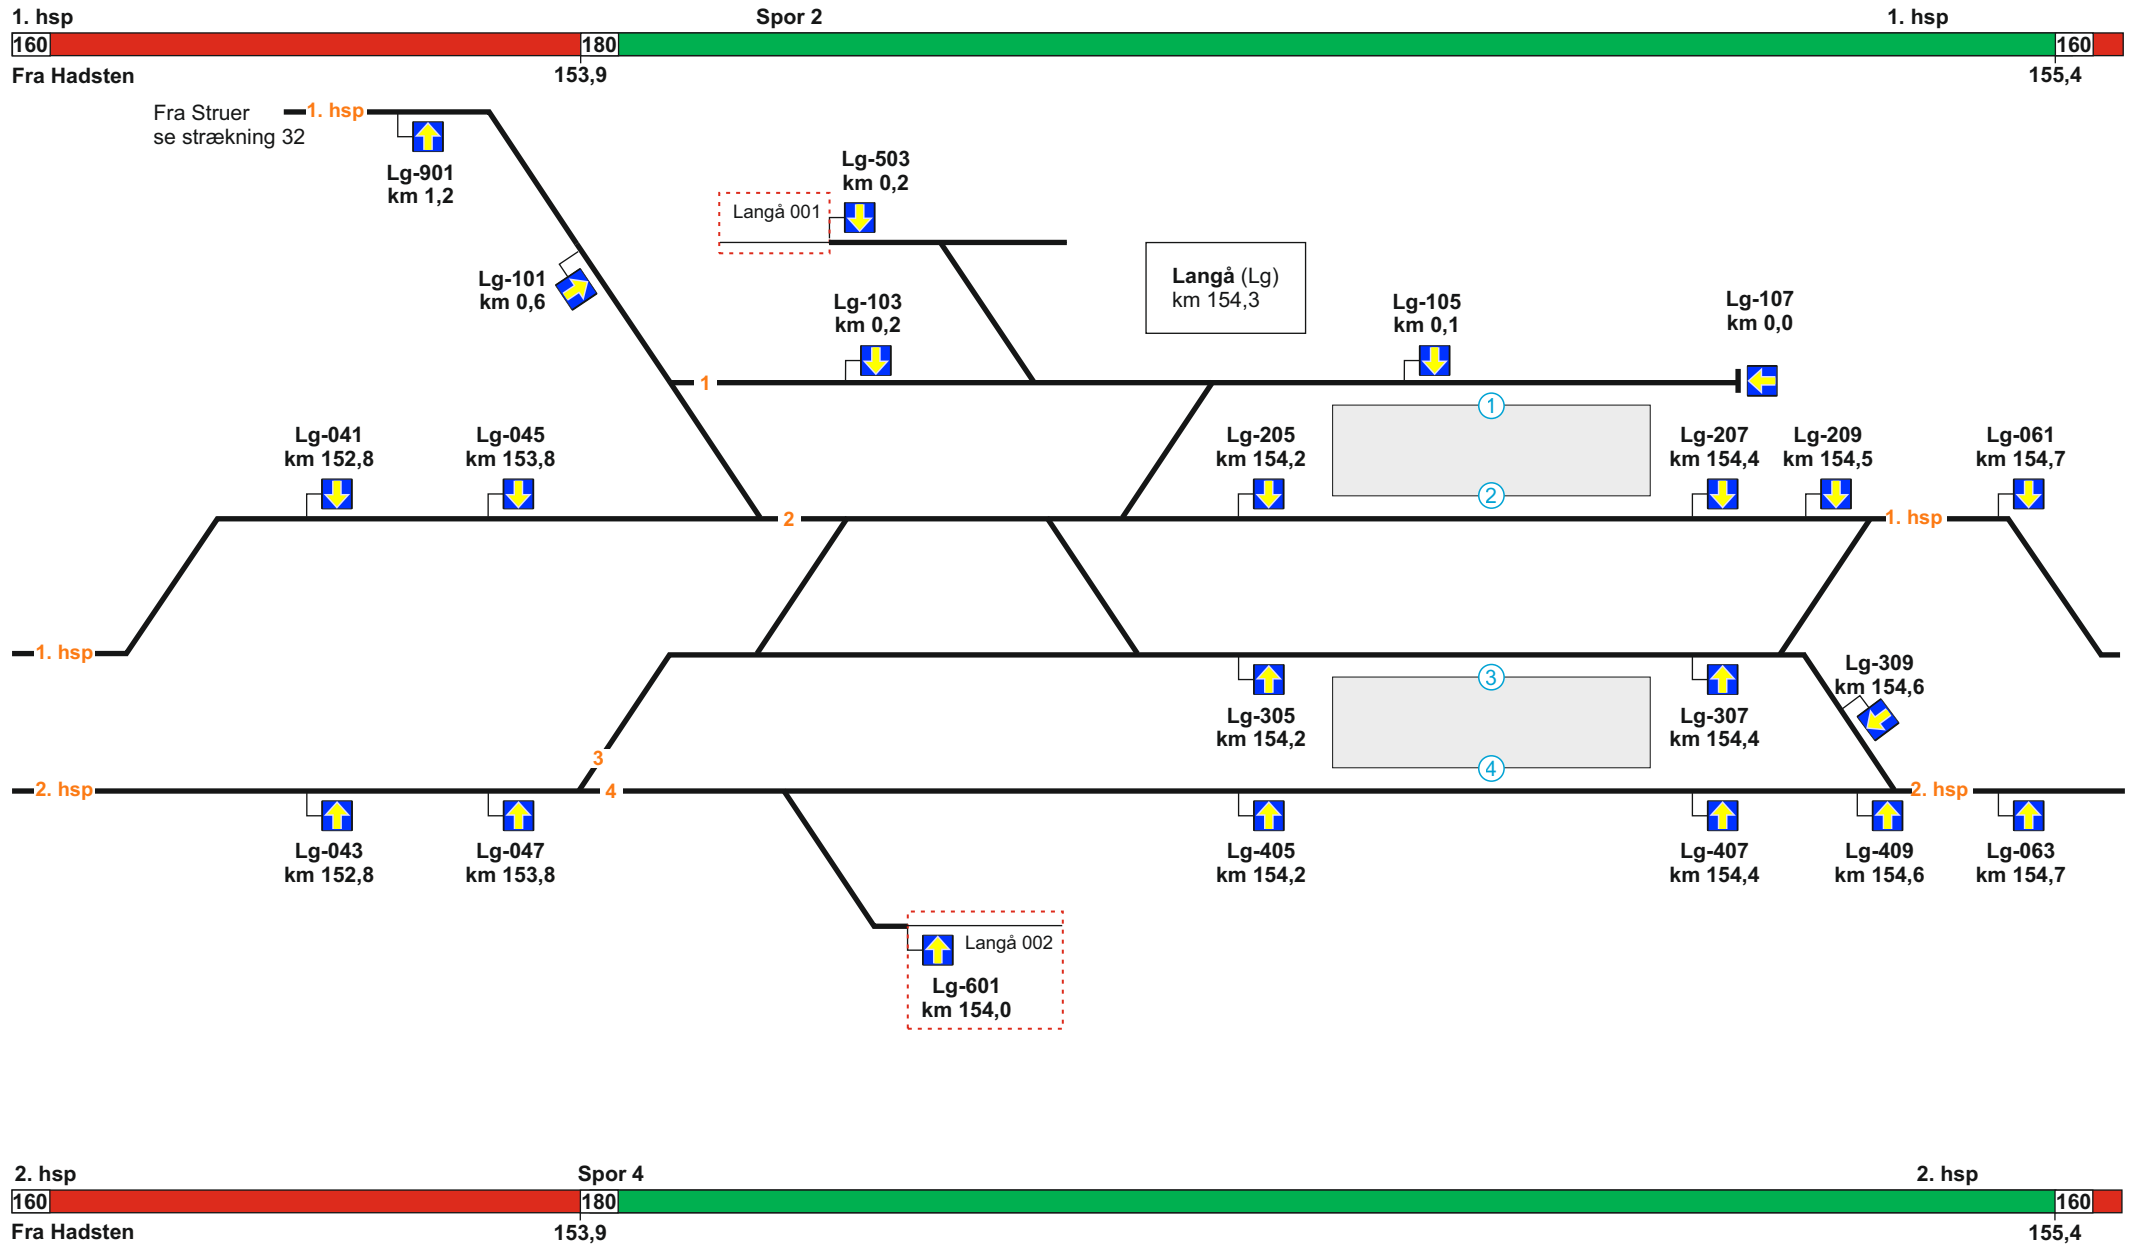 1. hsp
Spor 2
1. hsp
160
180
160
Fra Hadsten
153,9
155,4
Fra Struer
se strækning 32
1. hsp
Lg-901
km 1,2
Lg-503
km 0,2
Langå 001
Lg-101
km 0,6
Langå (Lg)
km 154,3
Lg-103
km 0,2
Lg-105
km 0,1
Lg-107
km 0,0
1
1
Lg-041
km 152,8
Lg-045
km 153,8
Lg-205
km 154,2
Lg-207
km 154,4
Lg-209
km 154,5
Lg-061
km 154,7
2
2
1. hsp
1. hsp
Lg-305
km 154,2
3
Lg-307
km 154,4
Lg-309
km 154,6
3
4
2. hsp
4
2. hsp
Lg-043
km 152,8
Lg-047
km 153,8
Lg-405
km 154,2
Lg-407
km 154,4
Lg-409
km 154,6
Lg-063
km 154,7
Langå 002
Lg-601
km 154,0
2. hsp
Spor 4
2. hsp
160
180
160
Fra Hadsten
153,9
155,4